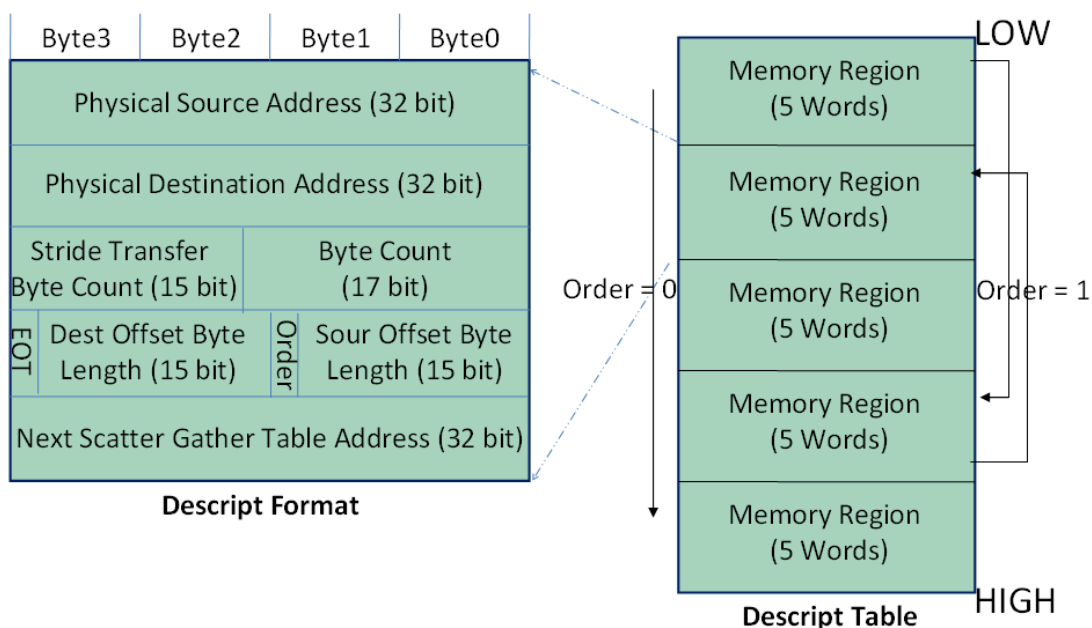 Byte3 Byte2 Byte1 Byte0
Physical Source Address (32 bit)
Physical Destination Address (32 bit)
Stride Transfer
Byte Count (15 bit)
Byte Count
(17 bit)
EOT
Dest Offset Byte
Length (15 bit)
Order
Sour Offset Byte
Length (15 bit)
Next Scatter Gather Table Address (32 bit)
Descript Format
LOW
Memory Region
(5 Words)
Memory Region
(5 Words)
Order = 0
Memory Region
(5 Words)
Order = 1
Memory Region
(5 Words)
Memory Region
(5 Words)
HIGH
Descript Table